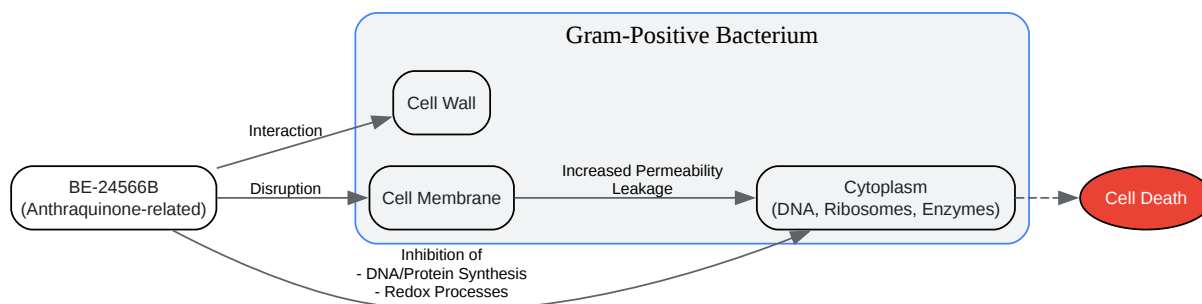 Gram-Positive Bacterium
Cell Wall
Interaction
BE-24566B
(Anthraquinone-related)
Disruption
Cell Membrane
Increased Permeability
Leakage
Cytoplasm
(DNA, Ribosomes, Enzymes)
Cell Death
Inhibition of
- DNA/Protein Synthesis
- Redox Processes